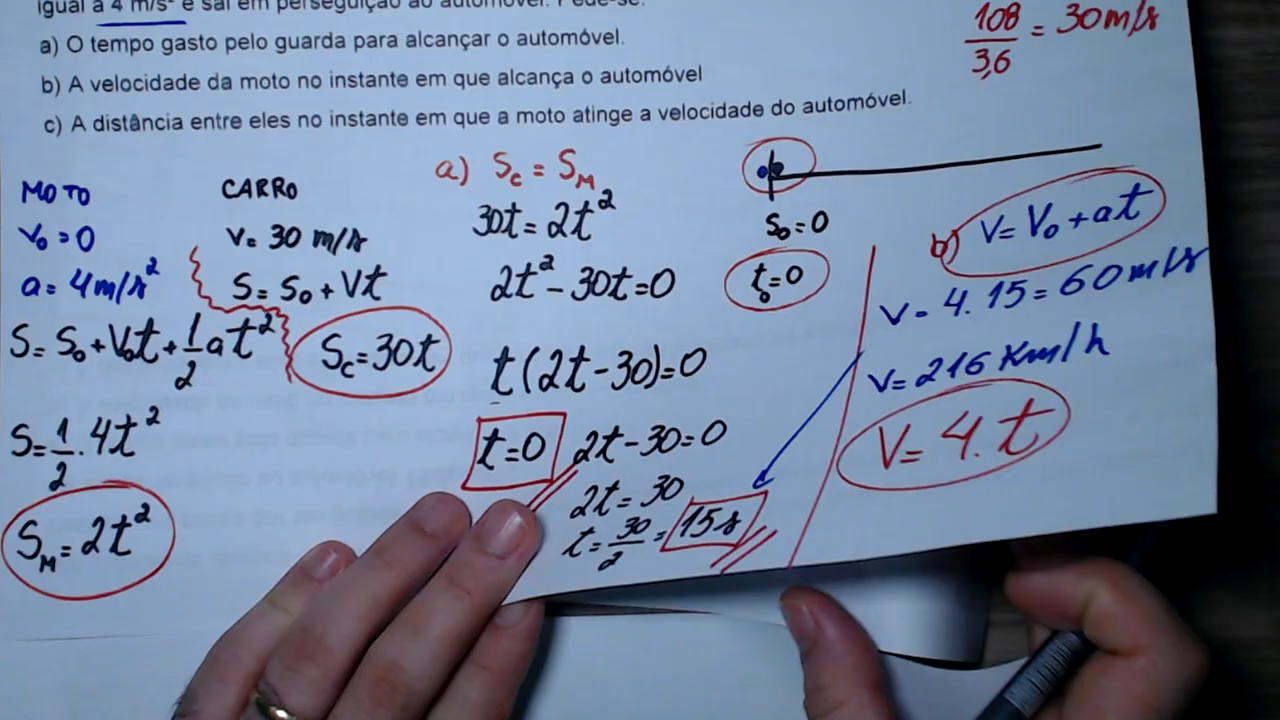 igual a 4 m/s² e sai em perseguição ao automóvel. Pede-se:
a) O tempo gasto pelo guarda para alcançar o automóvel.
b) A velocidade da moto no instante em que alcança o automóvel
c) A distância entre eles no instante em que a moto atinge a velocidade do automóvel.
108/3,6 = 30 m/s
MOTO
V₀ = 0
a = 4 m/s²
S = S₀ + V₀t + 1/2 at²
S = 1/2 . 4t²
S_M = 2t²
CARRO
V = 30 m/s
S = S₀ + Vt
S_C = 30t
a) S_C = S_M
30t = 2t²
2t² - 30t = 0
t(2t - 30) = 0
t = 0 2t - 30 = 0
2t = 30
t = 30/2 = 15s
S₀ = 0
t₀ = 0
b) V = V₀ + at
V = 4 . 15 = 60 m/s
V = 216 Km/h
V = 4 . t